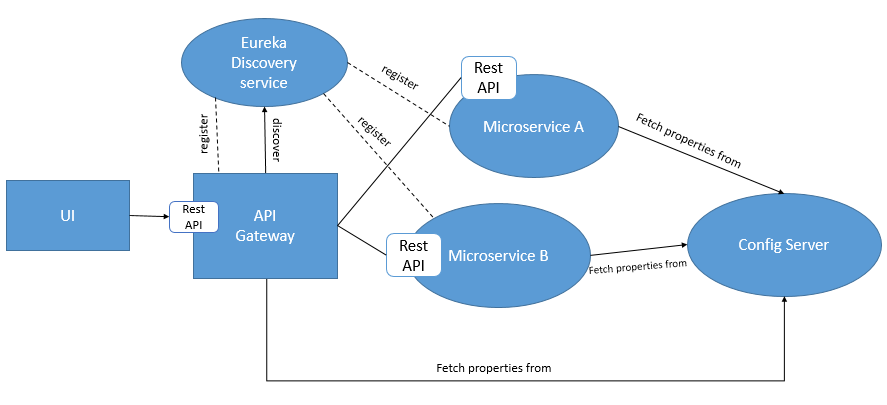 Eureka
Discovery
service
register
Rest
API
Microservice A
Fetch properties from
register
discover
register
UI
Rest
API
API
Gateway
Rest
API
Microservice B
Fetch properties from
Config Server
Fetch properties from